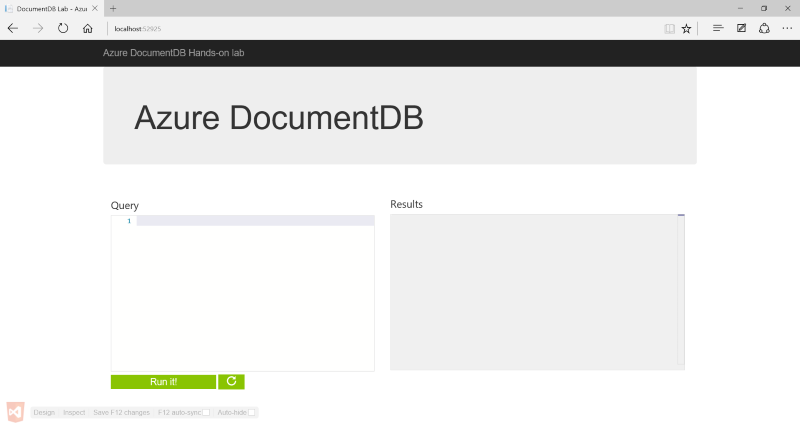 DocumentDB Lab - Azu
localhost:52925
Azure DocumentDB Hands-on lab
Azure DocumentDB
Query
Results
1
Run it!
Design Inspect Save F12 changes F12 auto-sync Auto-hide